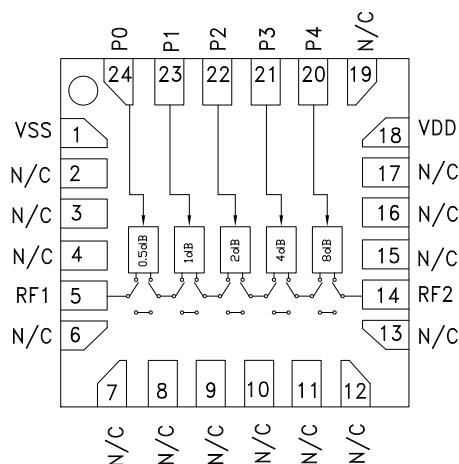 P0 P1 P2 P3 P4 N/C
24 23 22 21 20 19
VSS 1 18 VDD
N/C 2 17 N/C
N/C 3 16 N/C
N/C 4 0.5dB 1dB 2dB 4dB 8dB 15 N/C
RF1 5 14 RF2
N/C 6 13 N/C
7 8 9 10 11 12
N/C N/C N/C N/C N/C N/C